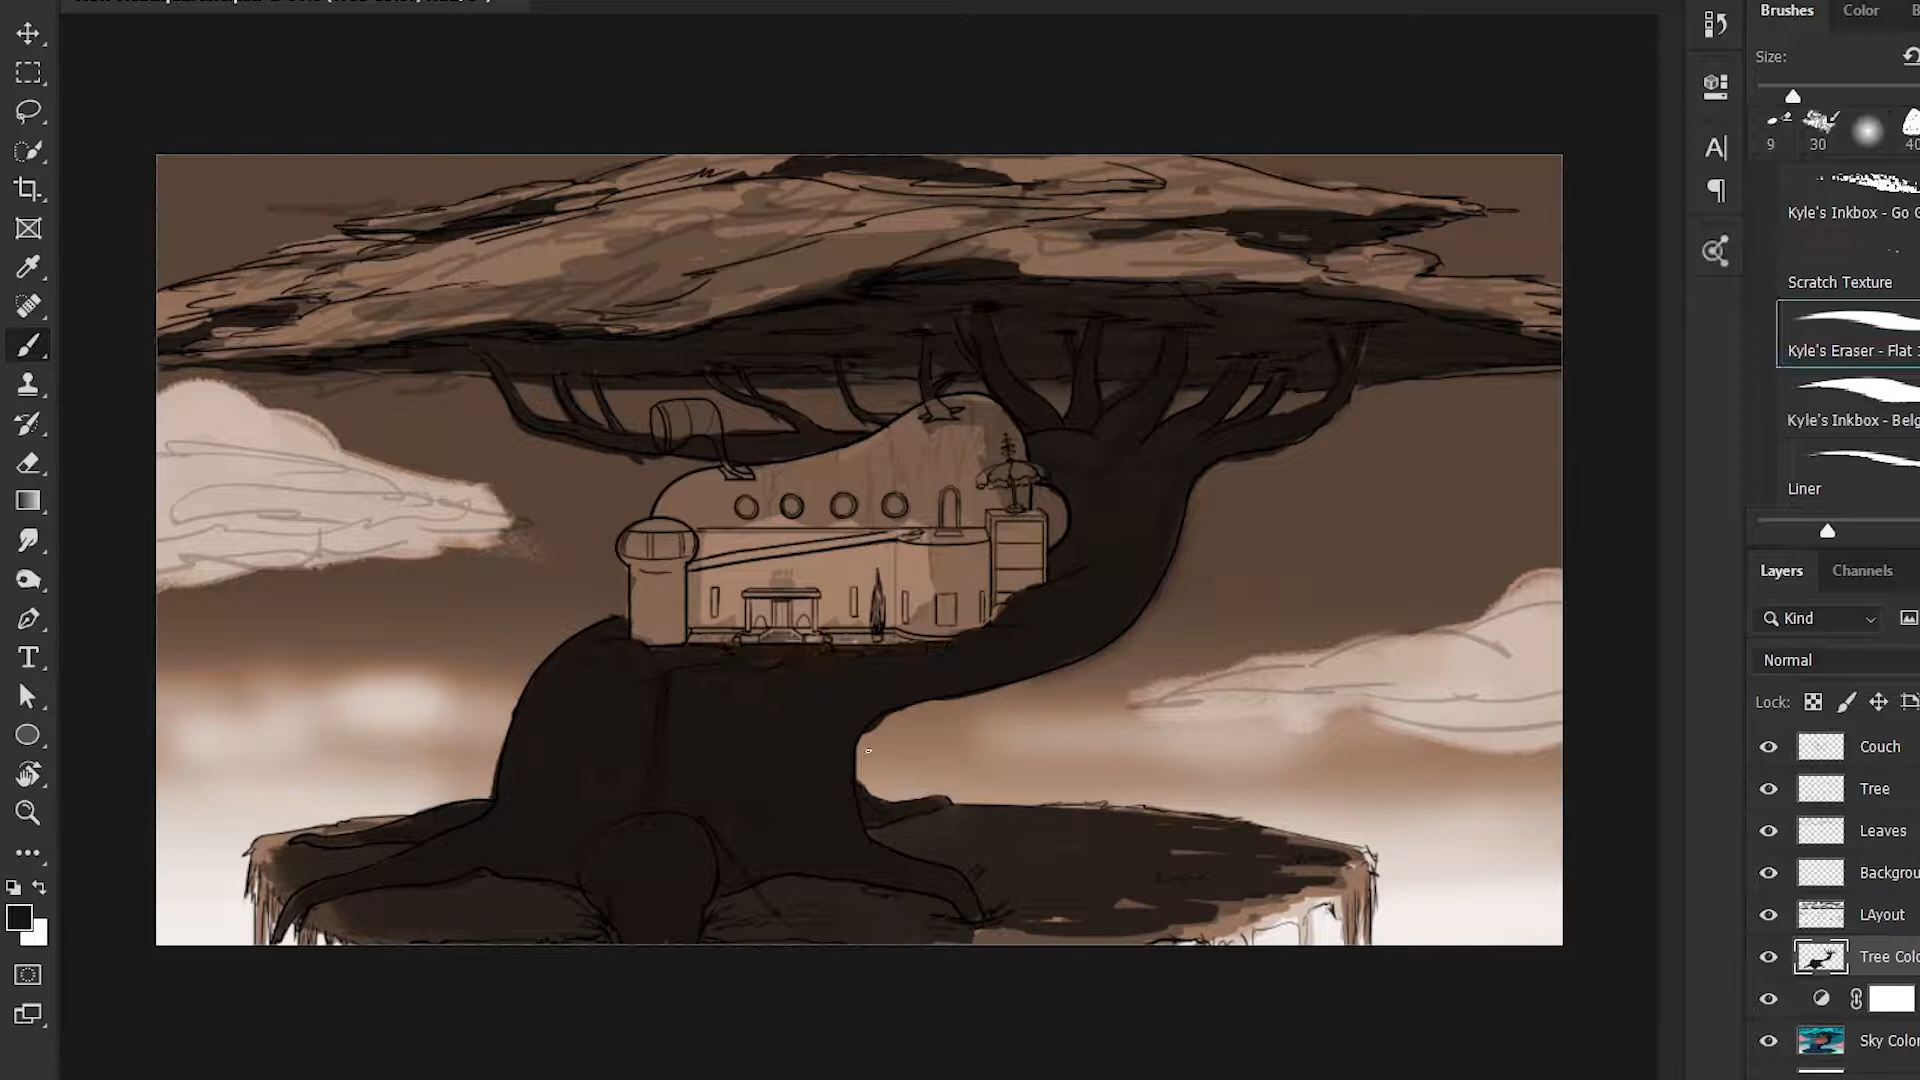 Brushes
Color
Size:
9
30
40
Kyle's Inkbox - Go G
Scratch Texture
Kyle's Eraser - Flat
Kyle's Inkbox - Belg
Liner
Layers
Channels
Kind
Normal
Lock:
Couch
Tree
Leaves
Backgrou
LAyout
Tree Colo
Sky Color